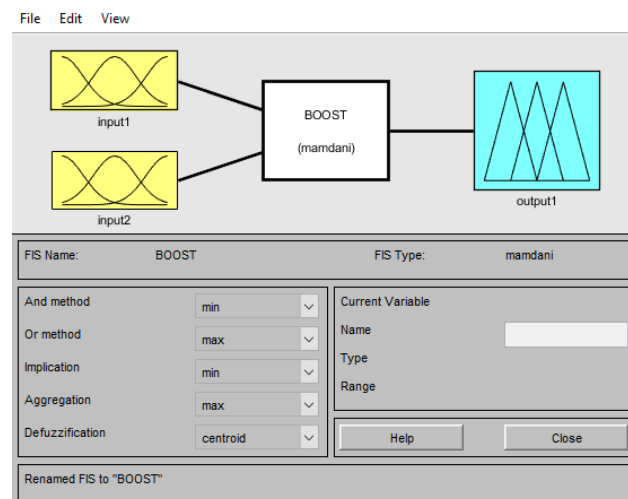 File Edit View
input1
BOOST
(mamdani)
input2
output1
FIS Name: BOOST FIS Type: mamdani
And method min
Or method max
Implication min
Aggregation max
Defuzzification centroid
Current Variable
Name
Type
Range
Help Close
Renamed FIS to "BOOST"